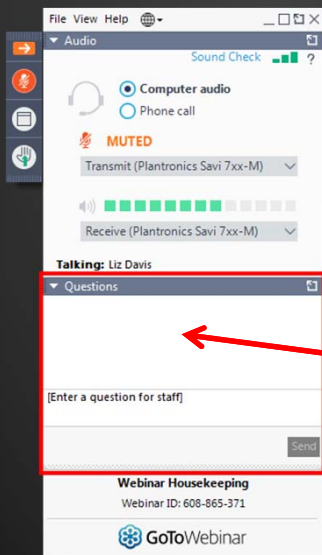 File View Help
Audio
Sound Check ?
Computer audio
Phone call
MUTED
Transmit (Plantronics Savi 7xx-M)
Receive (Plantronics Savi 7xx-M)
Talking: Liz Davis
Questions
[Enter a question for staff]
Send
Webinar Housekeeping
Webinar ID: 608-865-371
GoToWebinar